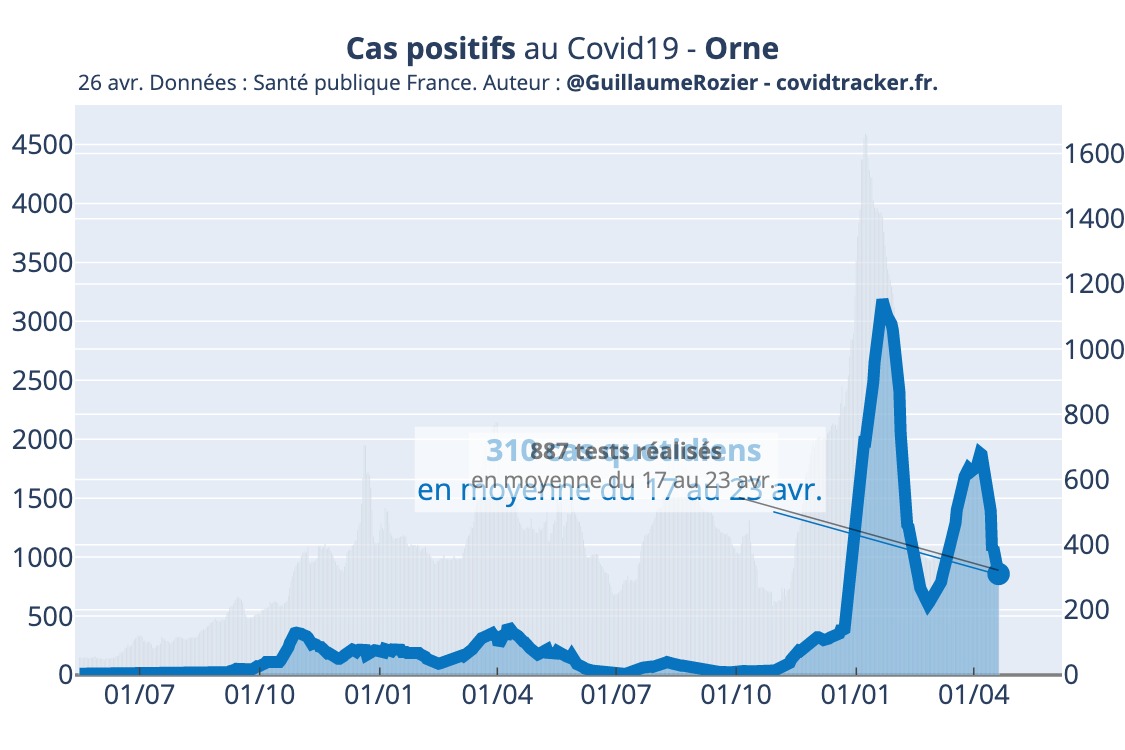 Cas positifs au Covid19 - Orne
26 avr. Données : Santé publique France. Auteur : @GuillaumeRozier - covidtracker.fr.
4500
4000
3500
3000
2500
2000
1500
1000
500
0
1600
1400
1200
1000
800
600
400
200
0
310 cas quotidiens
en moyenne du 17 au 23 avr.
887 tests réalisés
en moyenne du 17 au 23 avr.
01/07 01/10 01/01 01/04 01/07 01/10 01/01 01/04